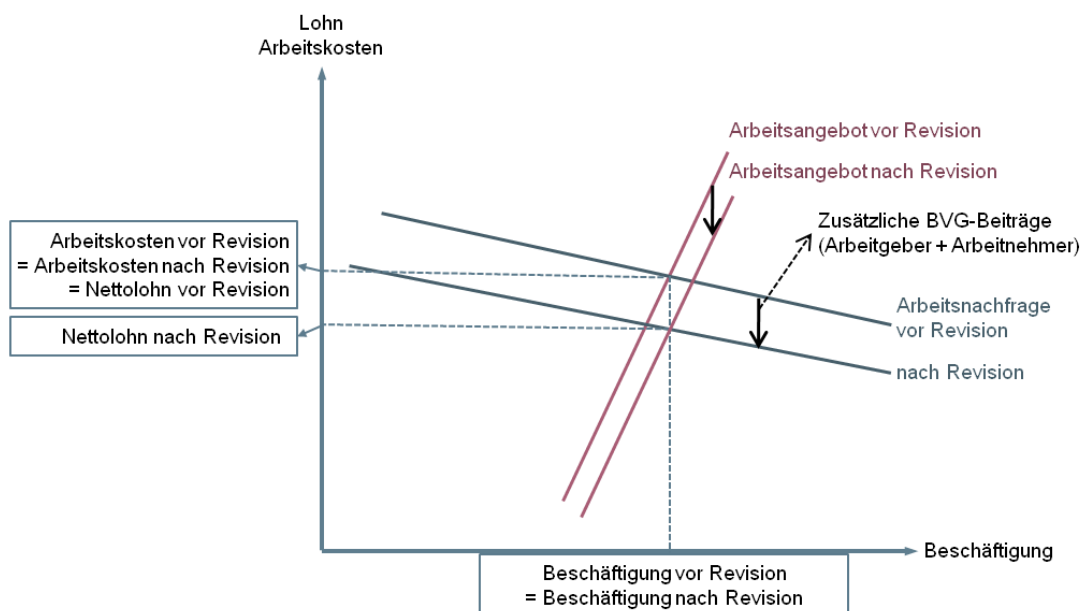 Lohn
Arbeitskosten
Arbeitsangebot vor Revision
Arbeitsangebot nach Revision
Zusätzliche BVG-Beiträge
(Arbeitgeber + Arbeitnehmer)
Arbeitskosten vor Revision
= Arbeitskosten nach Revision
= Nettolohn vor Revision
Arbeitsnachfrage
vor Revision
Nettolohn nach Revision
nach Revision
Beschäftigung
Beschäftigung vor Revision
= Beschäftigung nach Revision